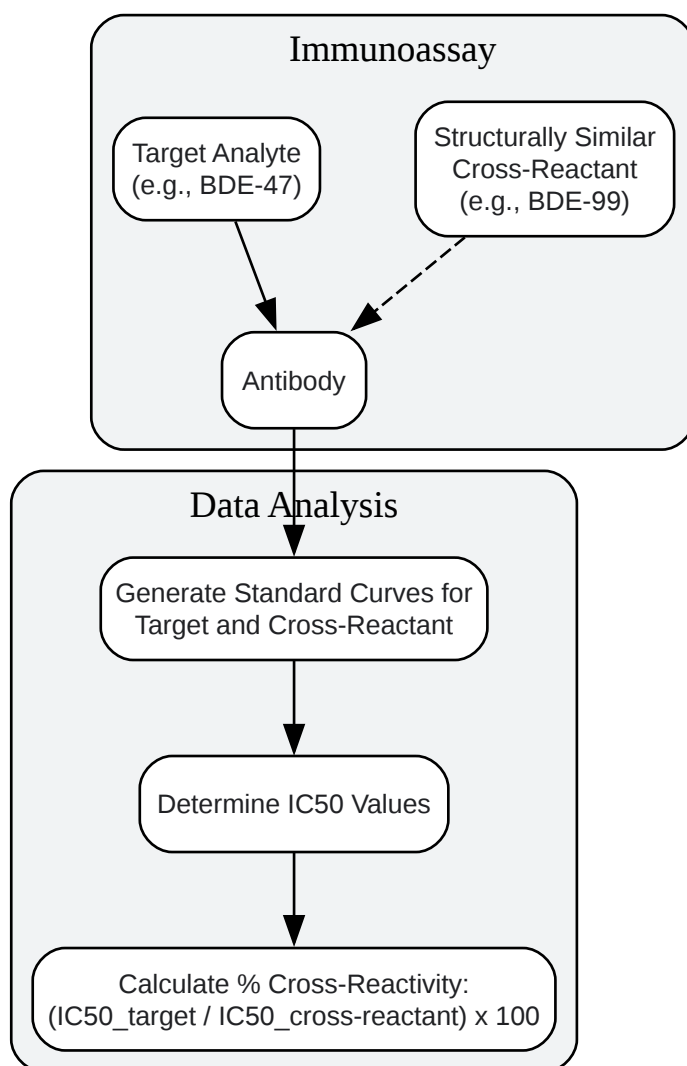 Immunoassay
Target Analyte
(e.g., BDE-47)
Structurally Similar
Cross-Reactant
(e.g., BDE-99)
Antibody
Data Analysis
Generate Standard Curves for
Target and Cross-Reactant
Determine IC50 Values
Calculate % Cross-Reactivity:
(IC50_target / IC50_cross-reactant) x 100